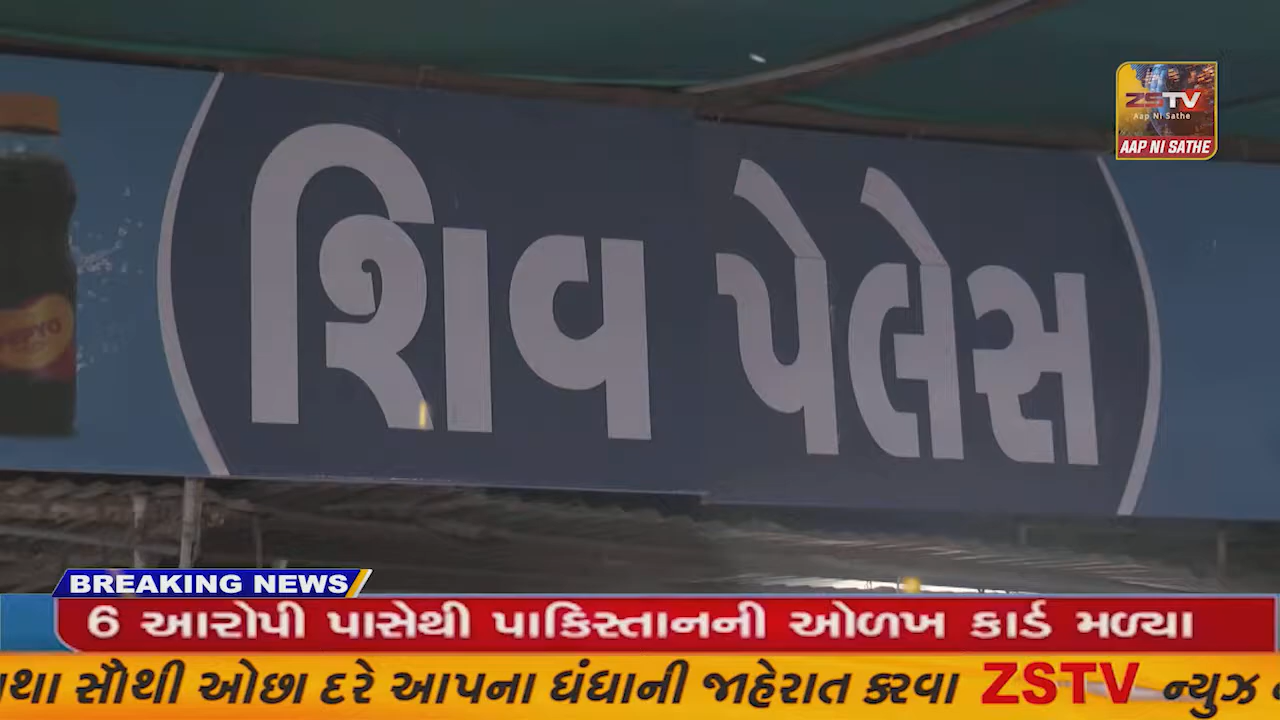 ZSTV
Aap Ni Sathe
AAP NI SATHE
શિવ પેલેસ
BREAKING NEWS
6 આરોપી પાસેથી પાકિસ્તાનની ઓળખ કાર્ડ મળ્યા
સૌથી ઓછા દરે આપના ધંધાની જાહેરાત કરવા ZSTV ન્યુઝ